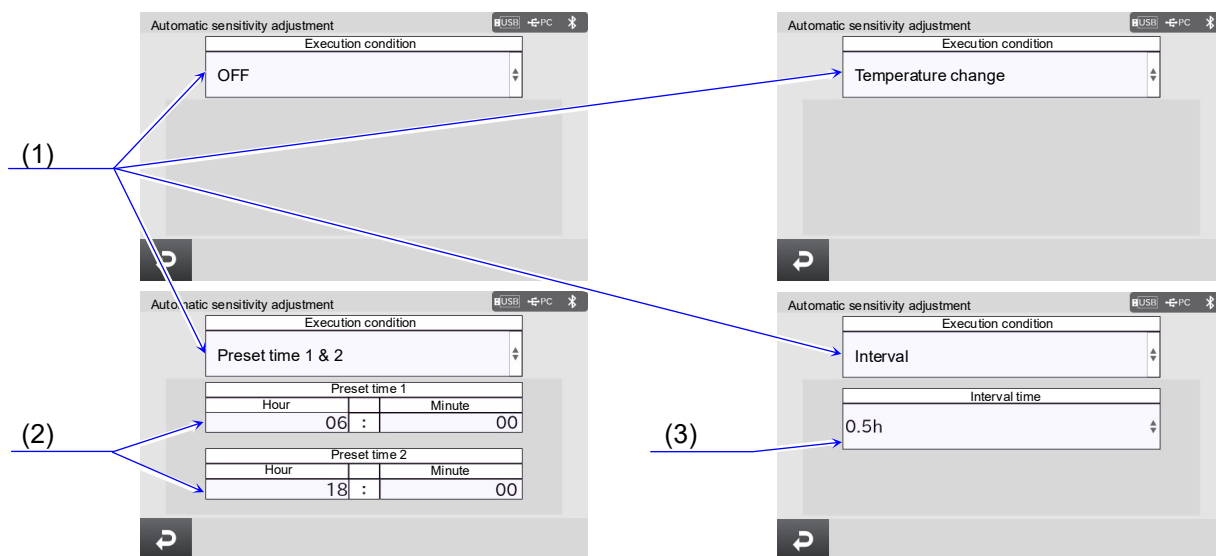 Automatic sensitivity adjustment
USB PC
Execution condition
OFF
Automatic sensitivity adjustment
USB PC
Execution condition
Temperature change
(1)
Automatic sensitivity adjustment
USB PC
Execution condition
Preset time 1 & 2
Preset time 1
Hour Minute
06 : 00
Preset time 2
Hour Minute
18 : 00
(2)
Automatic sensitivity adjustment
USB PC
Execution condition
Interval
Interval time
0.5h
(3)